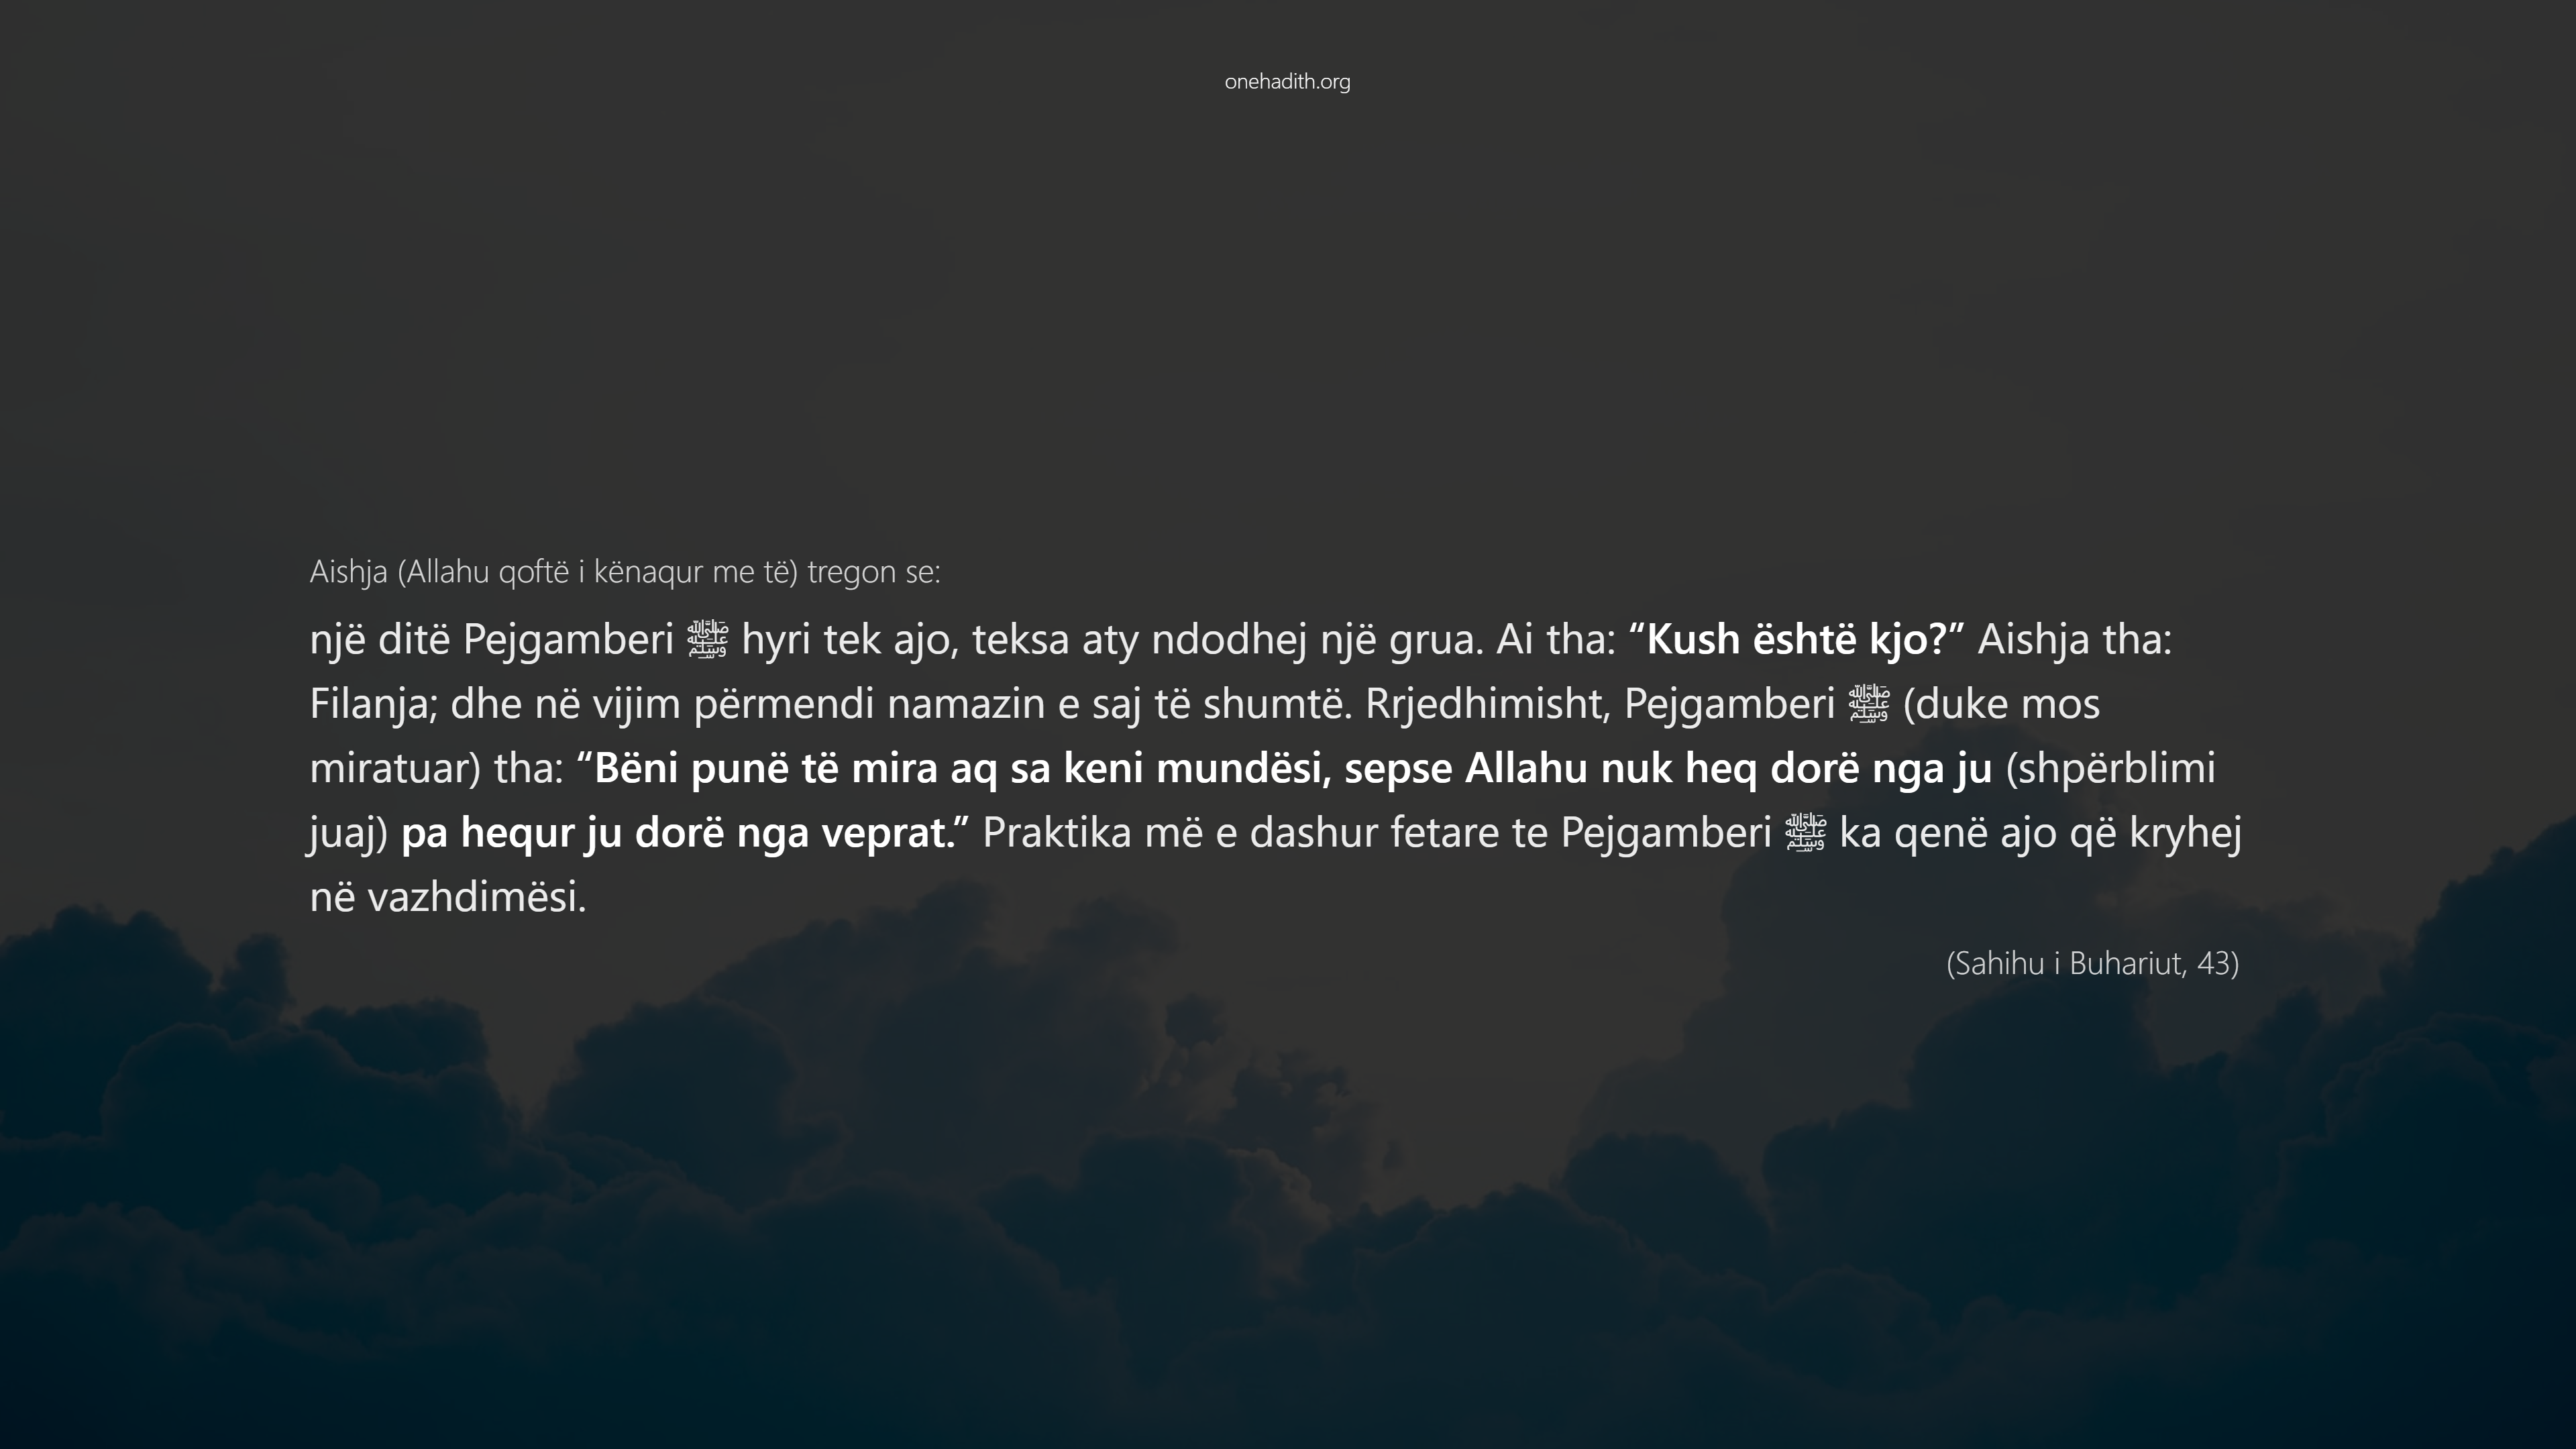 onehadith.org
Aishja (Allahu qoftë i kënaqur me të) tregon se:
një ditë Pejgamberi ﷺ hyri tek ajo, teksa aty ndodhej një grua. Ai tha: “Kush është kjo?” Aishja tha:
Filanja; dhe në vijim përmendi namazin e saj të shumtë. Rrjedhimisht, Pejgamberi ﷺ (duke mos
miratuar) tha: “Bëni punë të mira aq sa keni mundësi, sepse Allahu nuk heq dorë nga ju (shpërblimi
juaj) pa hequr ju dorë nga veprat.” Praktika më e dashur fetare te Pejgamberi ﷺ ka qenë ajo që kryhej
në vazhdimësi.
(Sahihu i Buhariut, 43)